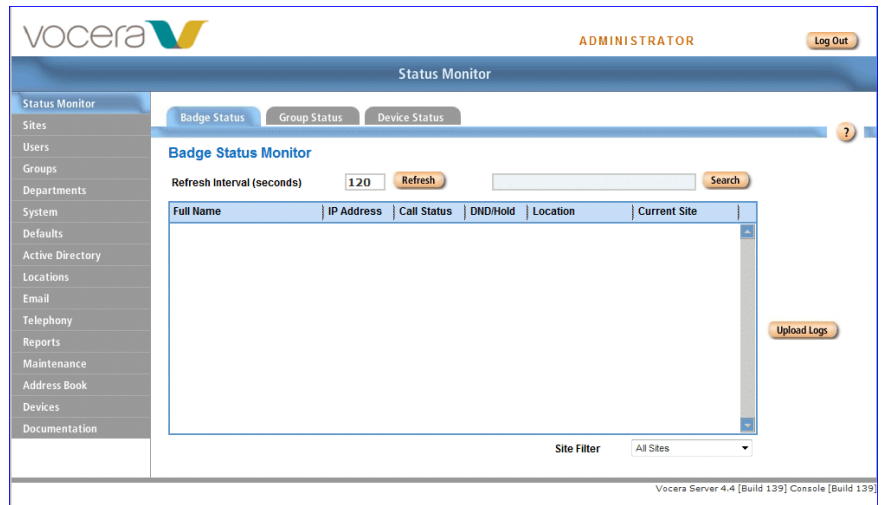 vocera
ADMINISTRATOR
Log Out
Status Monitor
Status Monitor
Sites
Users
Groups
Departments
System
Defaults
Active Directory
Locations
Email
Telephony
Reports
Maintenance
Address Book
Devices
Documentation
Badge Status Group Status Device Status
?
Badge Status Monitor
Refresh Interval (seconds) 120 Refresh Search
Full Name IP Address Call Status DND/Hold Location Current Site
Upload Logs
Site Filter All Sites
Vocera Server 4.4 [Build 139] Console [Build 139]